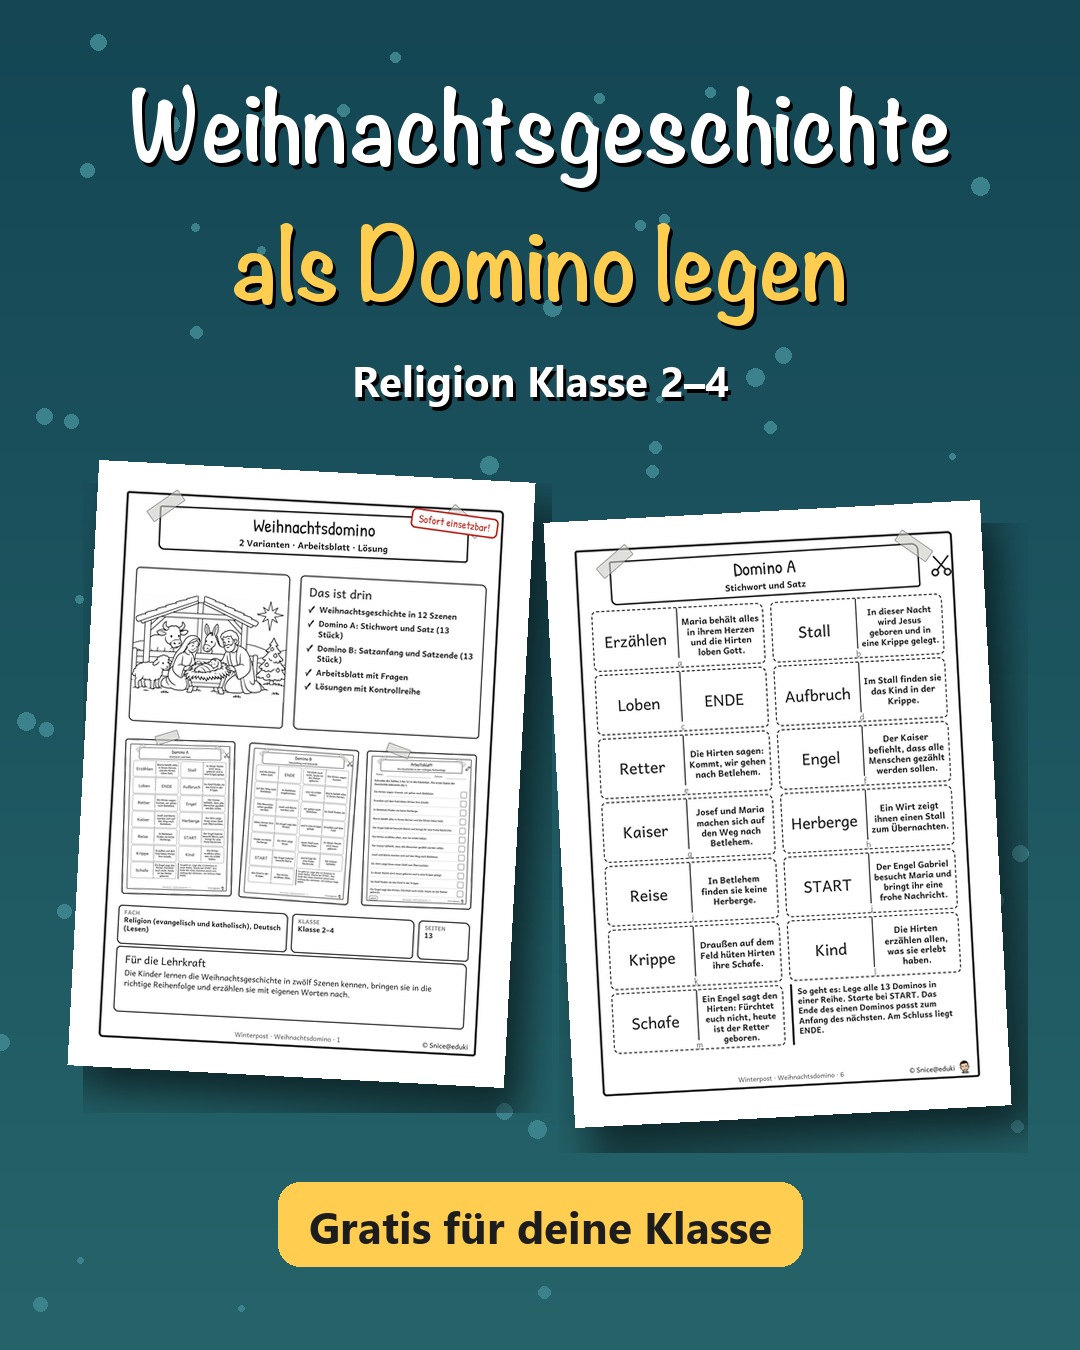 Weihnachtsgeschichte
als Domino legen
Religion Klasse 2–4
Sofort einsetzbar!
Weihnachtsdomino
2 Varianten · Arbeitsblatt · Lösung
Das ist drin
✓ Weihnachtsgeschichte in 12 Szenen
✓ Domino A: Stichwort und Satz (13
Stück)
✓ Domino B: Satzanfang und Satzende (13
Stück)
✓ Arbeitsblatt mit Fragen
✓ Lösungen mit Kontrollreihe
Domino A
Domino B
Arbeitsblatt
FACH
Religion (evangelisch und katholisch), Deutsch
(Lesen)
KLASSE
Klasse 2–4
SEITEN
13
Für die Lehrkraft
Die Kinder lernen die Weihnachtsgeschichte in zwölf Szenen kennen, bringen sie in die
richtige Reihenfolge und erzählen sie mit eigenen Worten nach.
Winterpost · Weihnachtsdomino · 1
© Snice@eduki
Domino A
Stichwort und Satz
Erzählen
Maria behält alles
in ihrem Herzen
und die Hirten
loben Gott.
Stall
In dieser Nacht
wird Jesus
geboren und in
eine Krippe gelegt.
Loben
ENDE
Aufbruch
Im Stall finden sie
das Kind in der
Krippe.
Retter
Die Hirten sagen:
Kommt, wir gehen
nach Betlehem.
Engel
Der Kaiser
befiehlt, dass alle
Menschen gezählt
werden sollen.
Kaiser
Josef und Maria
machen sich auf
den Weg nach
Betlehem.
Herberge
Ein Wirt zeigt
ihnen einen Stall
zum Übernachten.
Reise
In Betlehem
finden sie keine
Herberge.
START
Der Engel Gabriel
besucht Maria und
bringt ihr eine
frohe Nachricht.
Krippe
Draußen auf dem
Feld hüten Hirten
ihre Schafe.
Kind
Die Hirten
erzählen allen,
was sie erlebt
haben.
Schafe
Ein Engel sagt den
Hirten: Fürchtet
euch nicht, heute
ist der Retter
geboren.
So geht es: Lege alle 13 Dominos in
einer Reihe. Starte bei START. Das
Ende des einen Dominos passt zum
Anfang des nächsten. Am Schluss liegt
ENDE.
Winterpost · Weihnachtsdomino · 6
© Snice@eduki
Gratis für deine Klasse